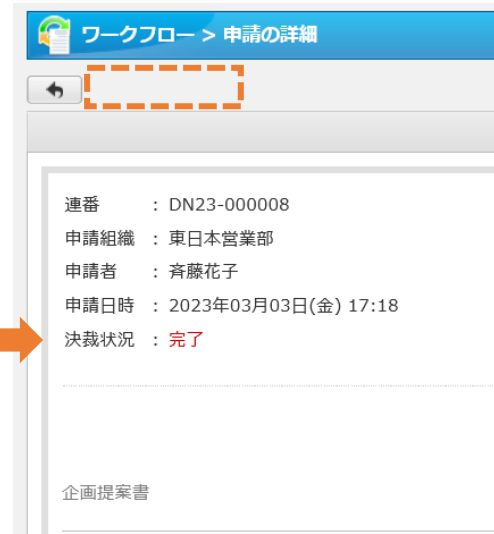 ワークフロー > 申請の詳細
連番 : DN23-000008
申請組織 : 東日本営業部
申請者 : 斉藤花子
申請日時 : 2023年03月03日(金) 17:18
決裁状況 : 完了
企画提案書